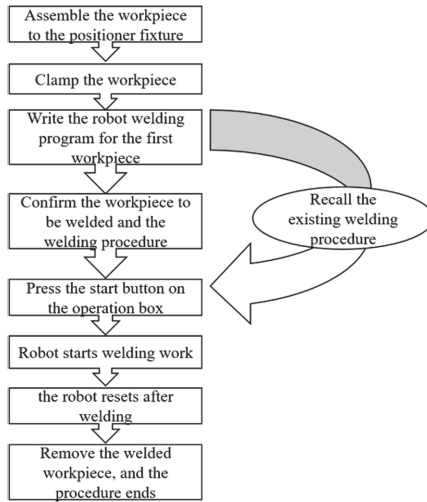 Assemble the workpiece
to the positioner fixture
Clamp the workpiece
Write the robot welding
program for the first
workpiece
Confirm the workpiece to
be welded and the
welding procedure
Recall the
existing welding
procedure
Press the start button on
the operation box
Robot starts welding work
the robot resets after
welding
Remove the welded
workpiece, and the
procedure ends